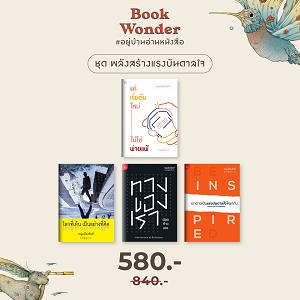 Book
Wonder
#อยู่บ้านอ่านหนังสือ
ชุด พลังสร้างแรงบันดาลใจ
แค่
เริ่มต้น
ใหม่
ไม่ใช่
พ่ายแพ้
โลกที่เห็น เป็นอย่างที่คิด
ทาง
ของ
เรา
INS
PIR
ED
580.-
840.-